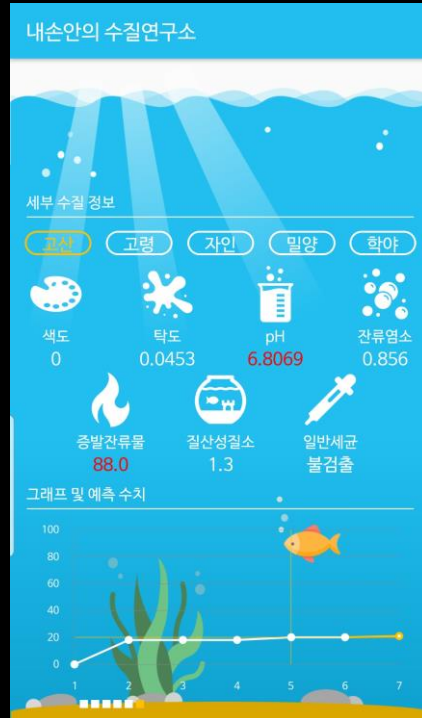 내손안의 수질연구소
세부 수질 정보
고산 고령 자인 밀양 학야
색도 탁도 pH 잔류염소
0 0.0453 6.8069 0.856
증발잔류물 질산성질소 일반세균
88.0 1.3 불검출
그래프 및 예측 수치
100
80
60
40
20
0
1 2 3 4 5 6 7